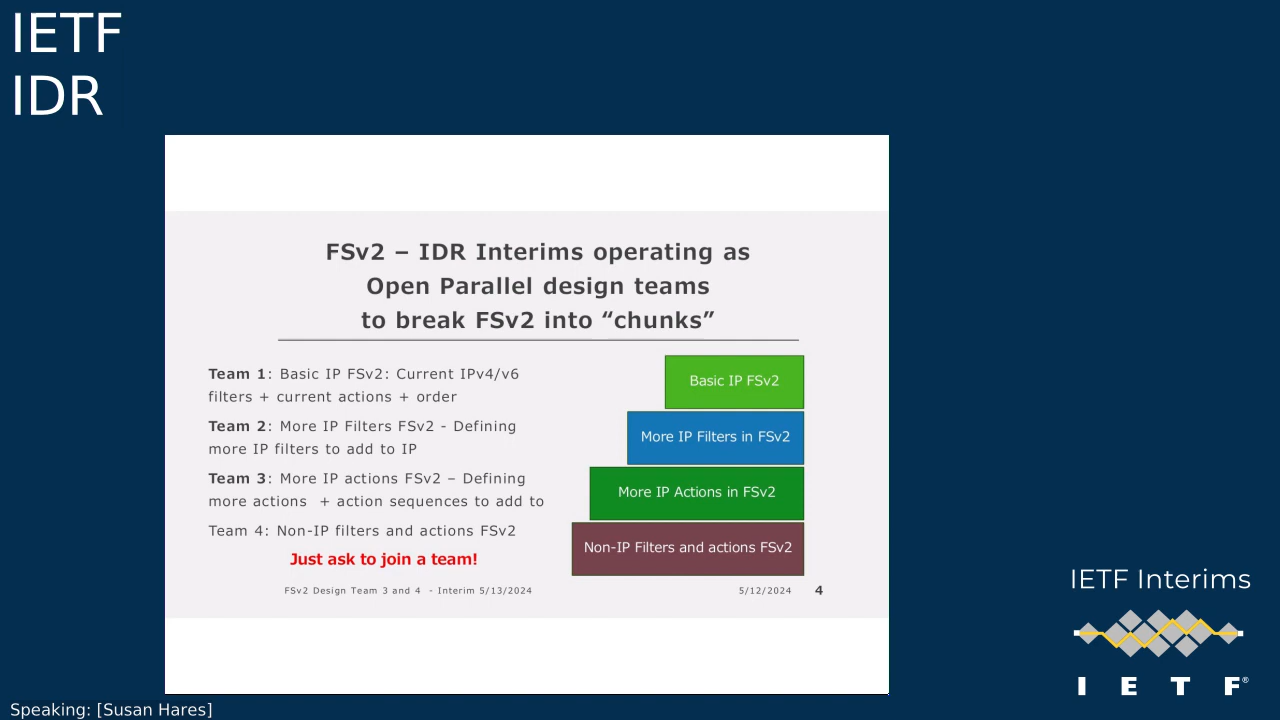 IETF
IDR
FSv2 – IDR Interims operating as
Open Parallel design teams
to break FSv2 into “chunks”
Team 1: Basic IP FSv2: Current IPv4/v6
filters + current actions + order
Team 2: More IP Filters FSv2 - Defining
more IP filters to add to IP
Team 3: More IP actions FSv2 – Defining
more actions + action sequences to add to
Team 4: Non-IP filters and actions FSv2
Just ask to join a team!
Basic IP FSv2
More IP Filters in FSv2
More IP Actions in FSv2
Non-IP Filters and actions FSv2
FSv2 Design Team 3 and 4 - Interim 5/13/2024
5/12/2024
4
IETF Interims
I E T F®
Speaking: [Susan Hares]